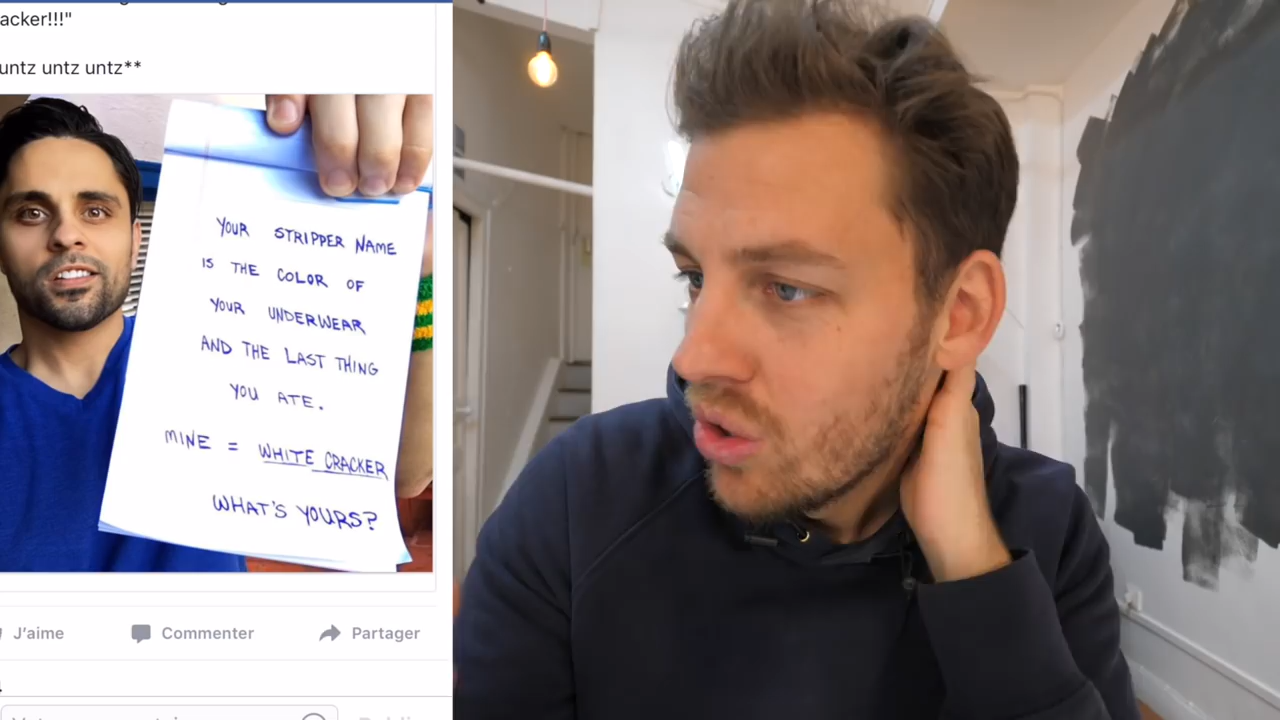 acker!!!"
untz untz untz**
YOUR STRIPPER NAME
IS THE COLOR OF
YOUR UNDERWEAR
AND THE LAST THING
YOU ATE.
MINE = WHITE CRACKER
WHAT'S YOURS?
J'aime
Commenter
Partager